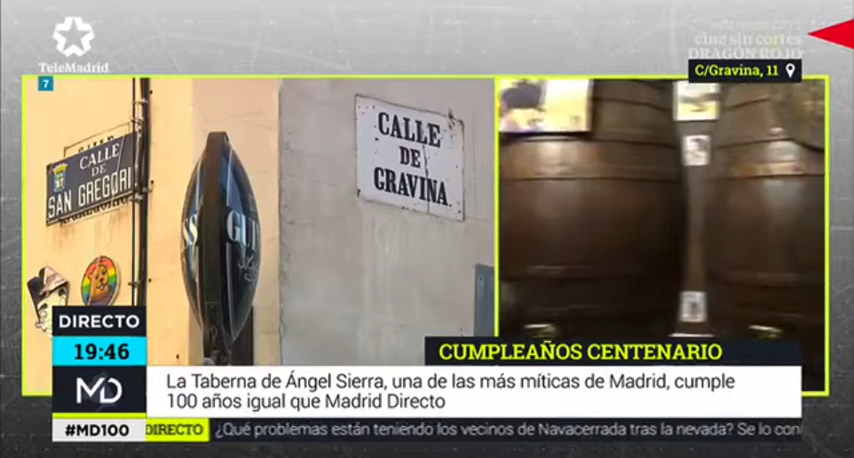 TeleMadrid
7
cine sin cortes
DRAGÓN ROJO
C/Gravina, 11
CALLE
DE
SAN GREGORI
CALLE
DE
GRAVINA
GUI
DIRECTO
19:46
CUMPLEAÑOS CENTENARIO
MD
La Taberna de Ángel Sierra, una de las más míticas de Madrid, cumple
100 años igual que Madrid Directo
#MD100
DIRECTO
¿Qué problemas están teniendo los vecinos de Navacerrada tras la nevada? Se lo con